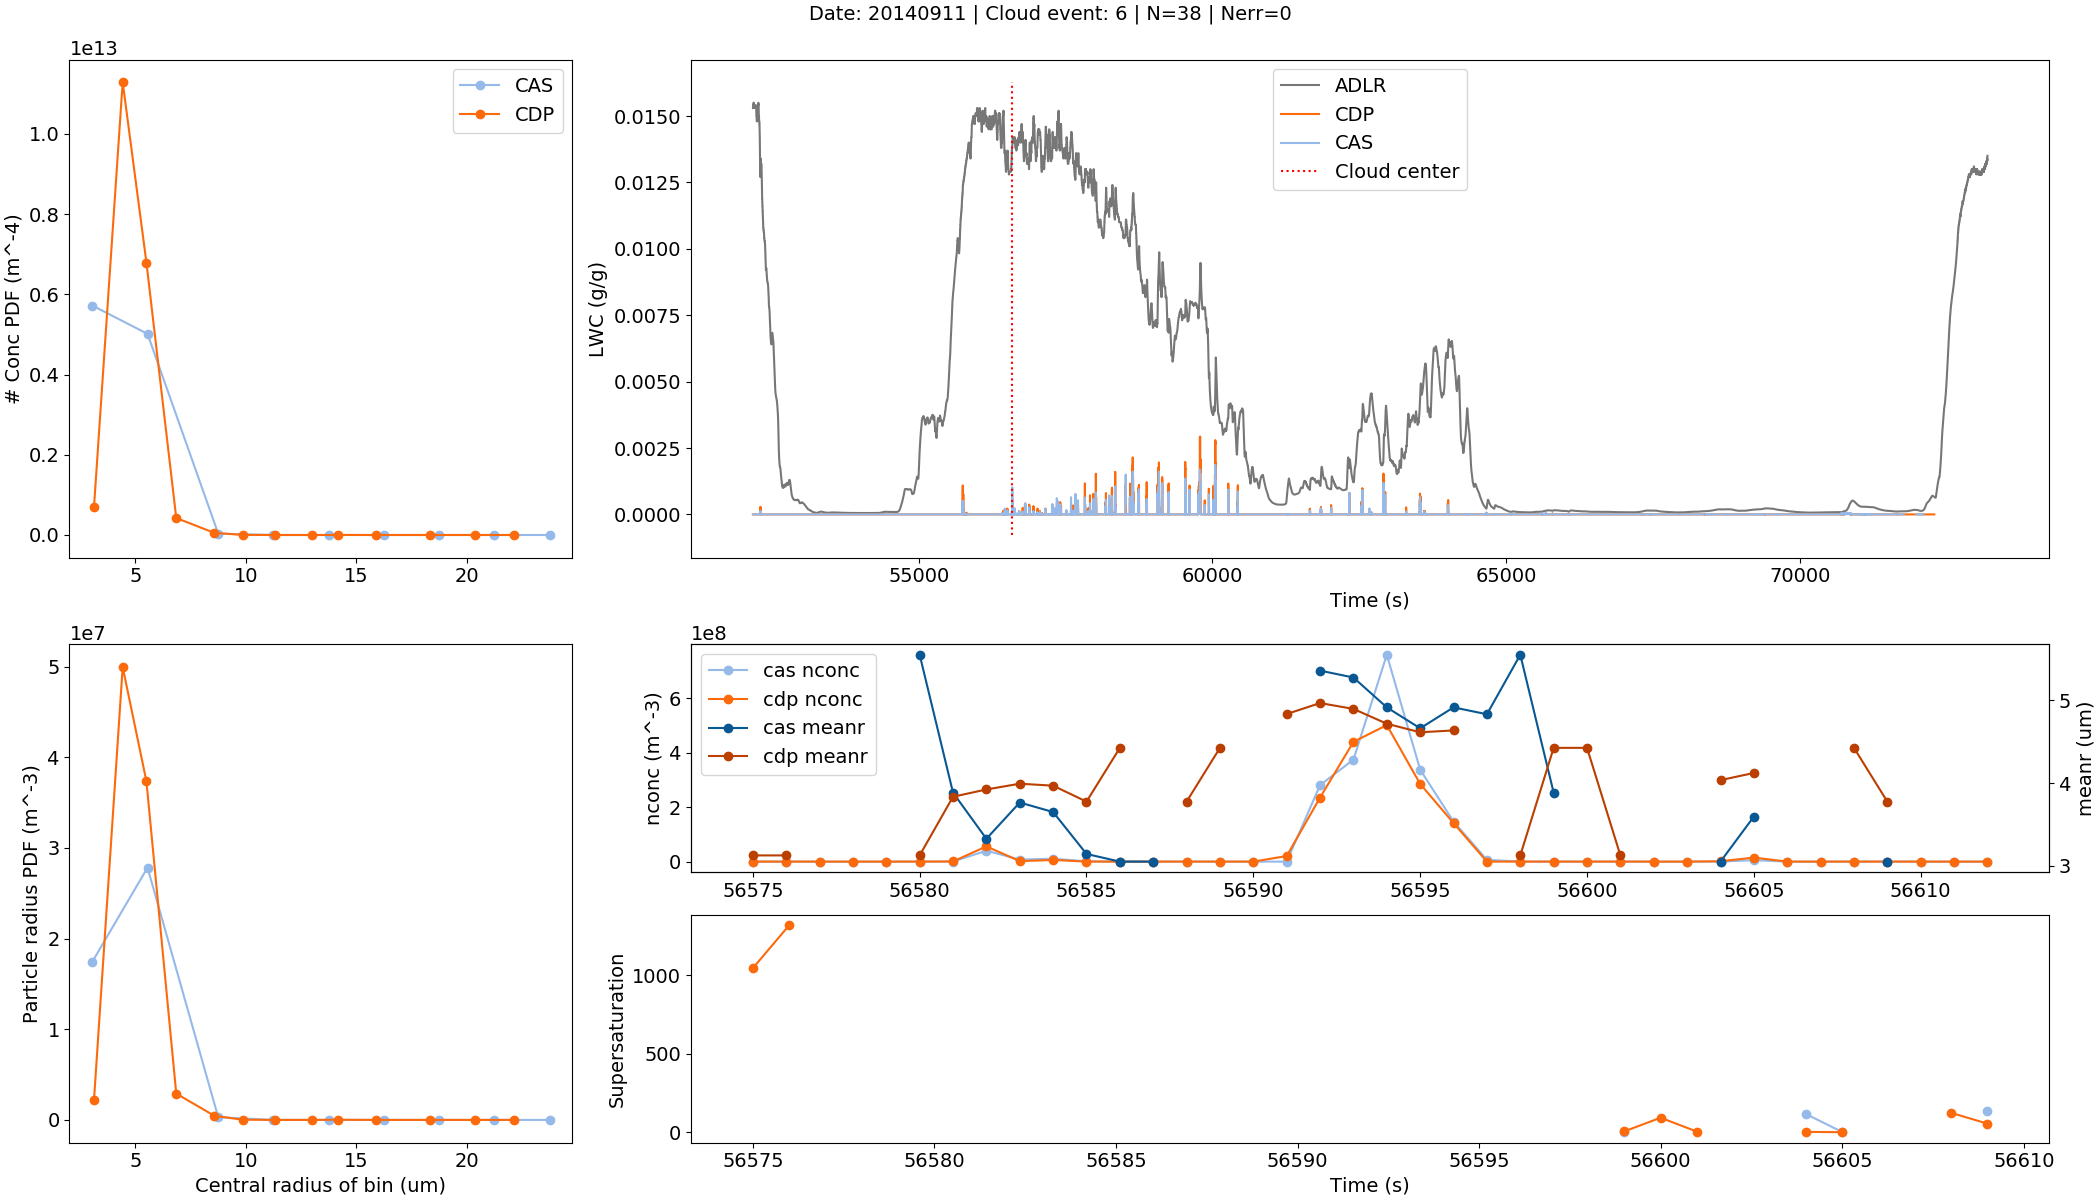 Date: 20140911 | Cloud event: 6 | N=38 | Nerr=0
1e13
# Conc PDF (m^-4)
1.0
0.8
0.6
0.4
0.2
0.0
5 10 15 20
CAS
CDP
LWC (g/g)
0.0150
0.0125
0.0100
0.0075
0.0050
0.0025
0.0000
55000 60000 65000 70000
Time (s)
ADLR
CDP
CAS
Cloud center
1e7
Particle radius PDF (m^-3)
5
4
3
2
1
0
5 10 15 20
Central radius of bin (um)
1e8
nconc (m^-3)
6
4
2
0
cas nconc
cdp nconc
cas meanr
cdp meanr
5
4
3
meanr (um)
56575 56580 56585 56590 56595 56600 56605 56610
Supersaturation
1000
500
0
56575 56580 56585 56590 56595 56600 56605 56610
Time (s)